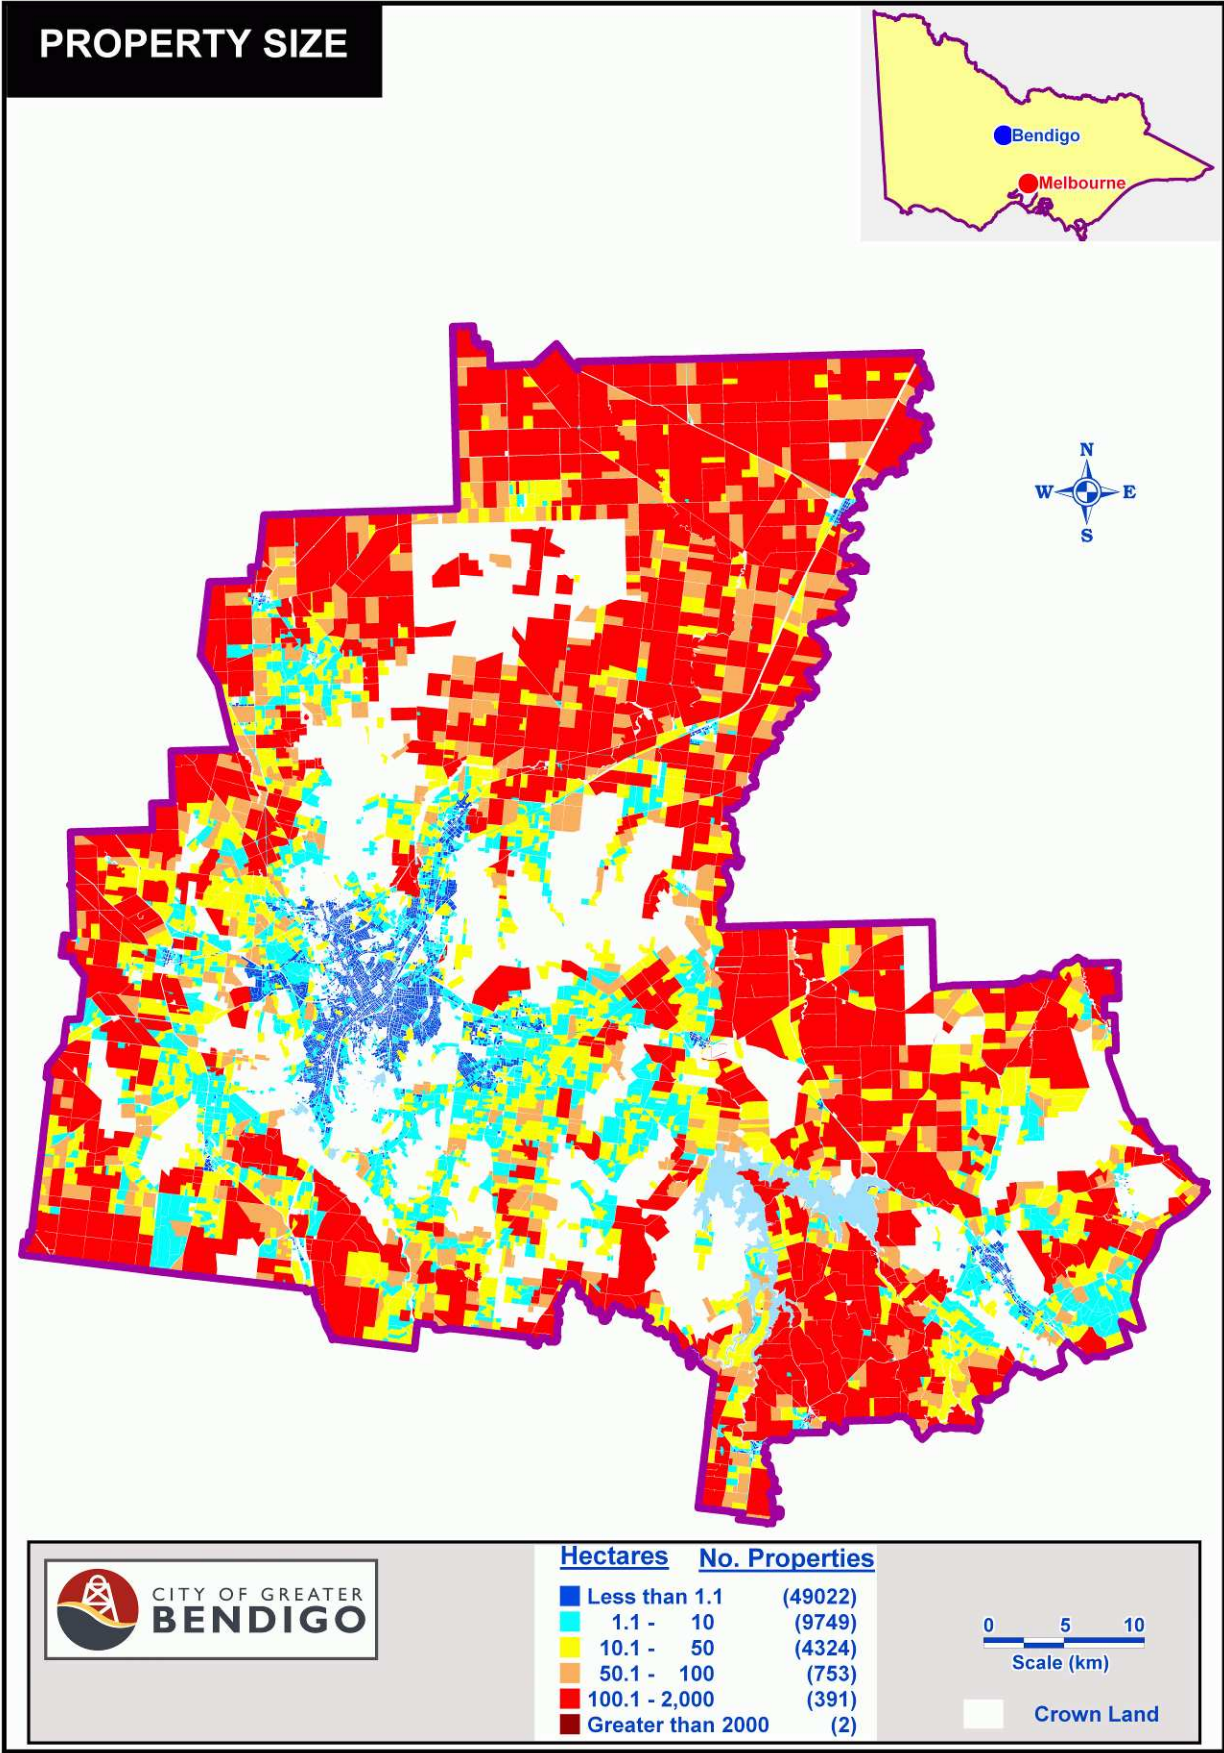 PROPERTY SIZE
Bendigo
Melbourne
N
W E
S
Hectares No. Properties
Less than 1.1 (49022)
1.1 - 10 (9749)
10.1 - 50 (4324)
50.1 - 100 (753)
100.1 - 2,000 (391)
Greater than 2000 (2)
CITY OF GREATER
BENDIGO
0 5 10
Scale (km)
Crown Land